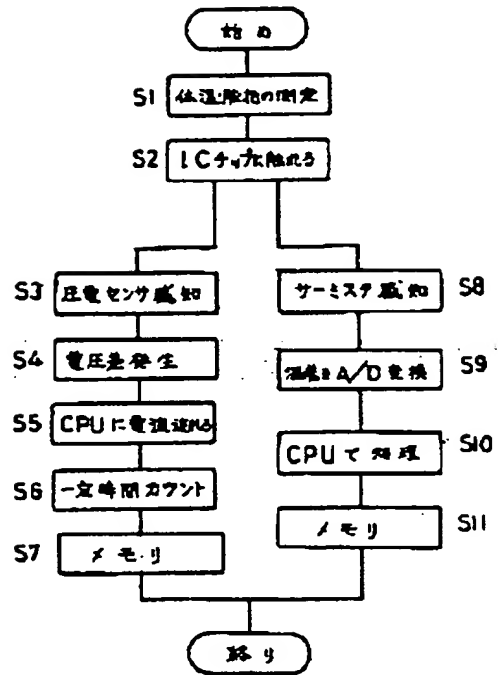 始め
S1 体温・脈拍の測定
S2 ICチップに触れる
S3 圧電センサ感知
S4 電圧差発生
S5 CPUに電流流れる
S6 一定時間カウント
S7 メモリ
サーミスタ感知 S8
温差をA/D変換 S9
CPUで処理 S10
メモリ S11
終り